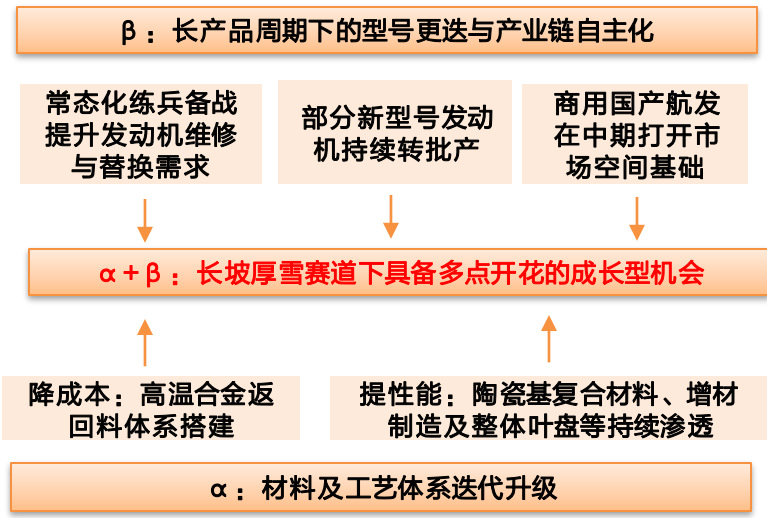 β：长产品周期下的型号更迭与产业链自主化
常态化练兵备战
提升发动机维修
与替换需求
部分新型号发动
机持续转批产
商用国产航发
在中期打开市
场空间基础
α+β：长坡厚雪赛道下具备多点开花的成长型机会
降成本：高温合金返
回料体系搭建
提性能：陶瓷基复合材料、增材
制造及整体叶盘等持续渗透
α：材料及工艺体系迭代升级